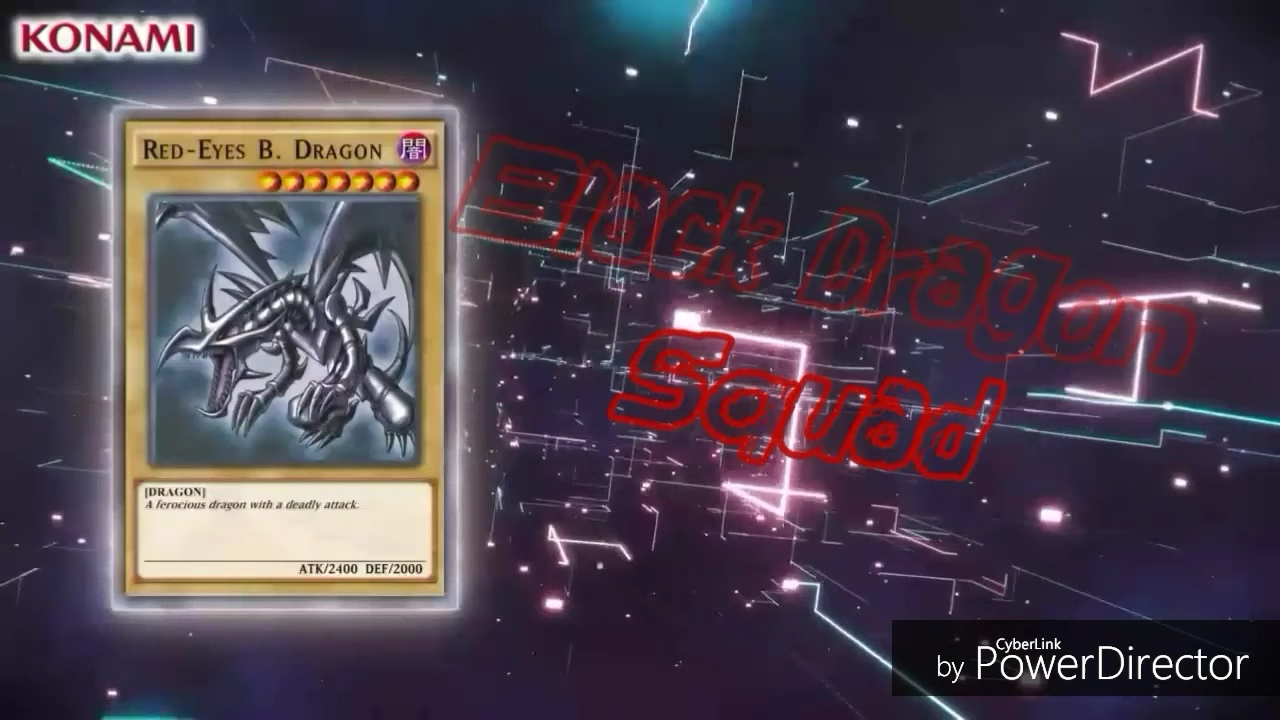 KONAMI
RED-EYES B. DRAGON 闇
[DRAGON]
A ferocious dragon with a deadly attack.
ATK/2400 DEF/2000
Black Dragon
Squad
CyberLink
by PowerDirector